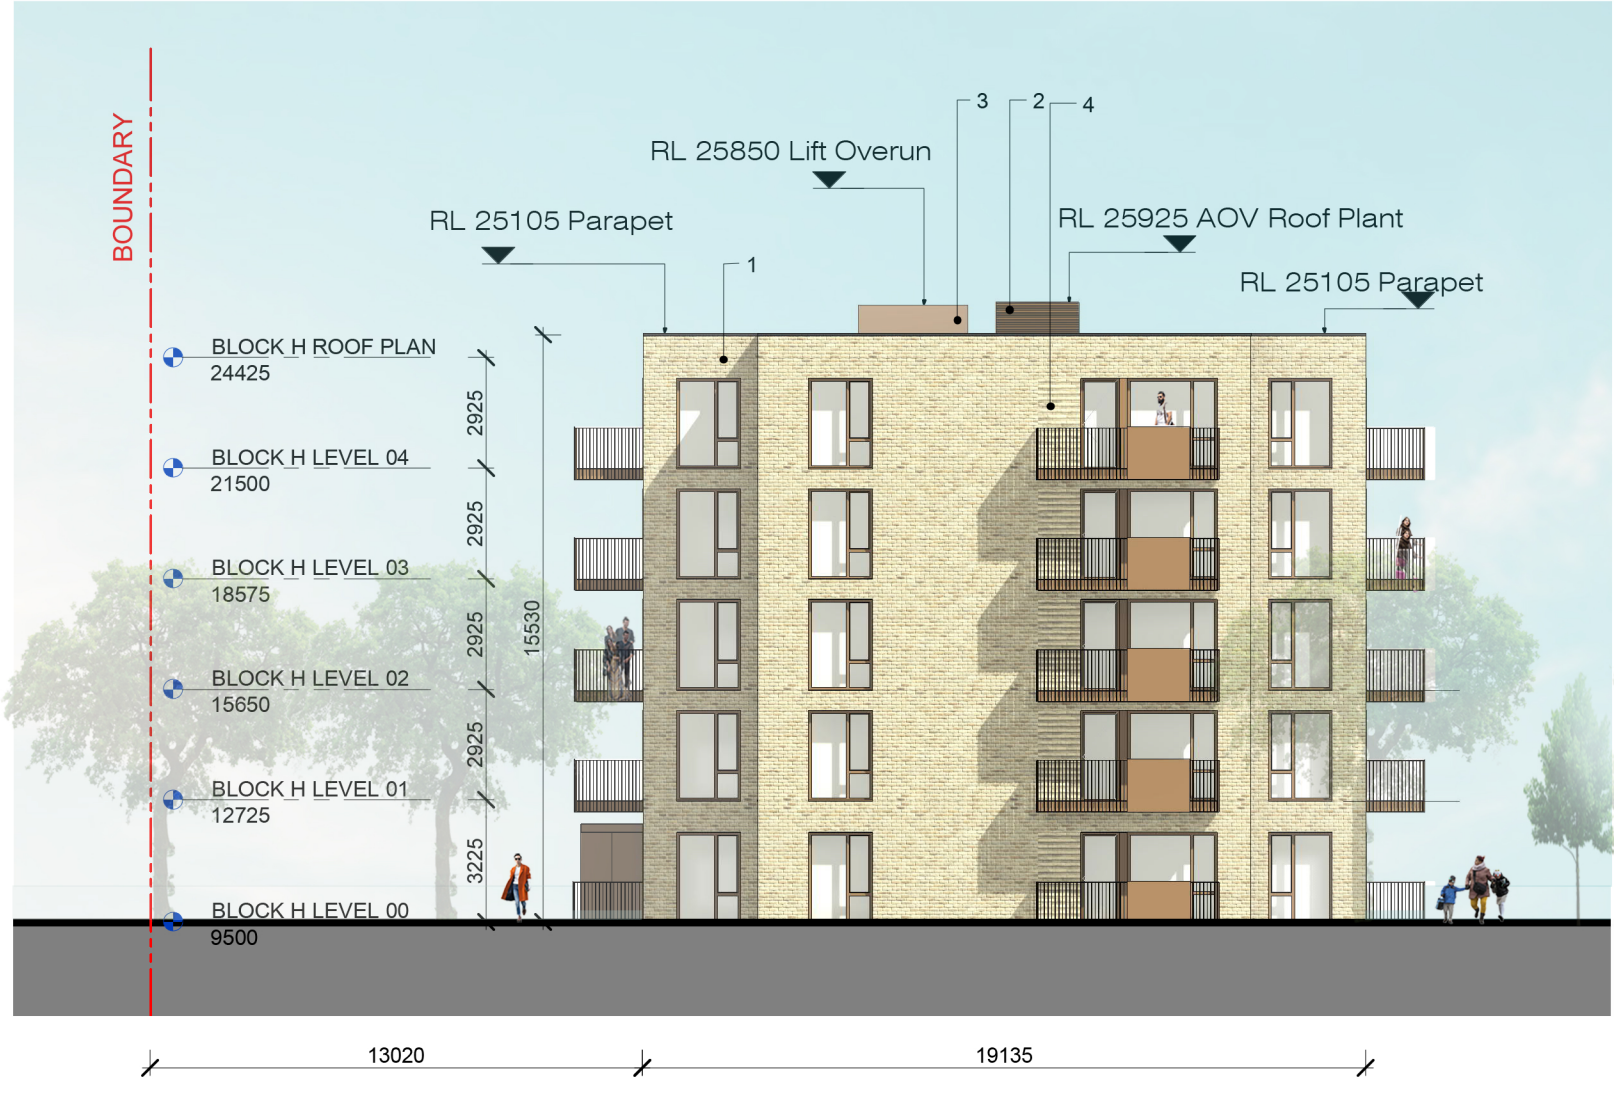 3
2
4
RL 25850 Lift Overun
BOUNDARY
RL 25105 Parapet
RL 25925 AOV Roof Plant
1
RL 25105 Parapet
BLOCK H ROOF PLAN
24425
2925
BLOCK H LEVEL 04
21500
2925
BLOCK H LEVEL 03
18575
2925
15530
BLOCK H LEVEL 02
15650
2925
BLOCK H LEVEL 01
12725
3225
BLOCK H LEVEL 00
9500
13020
19135